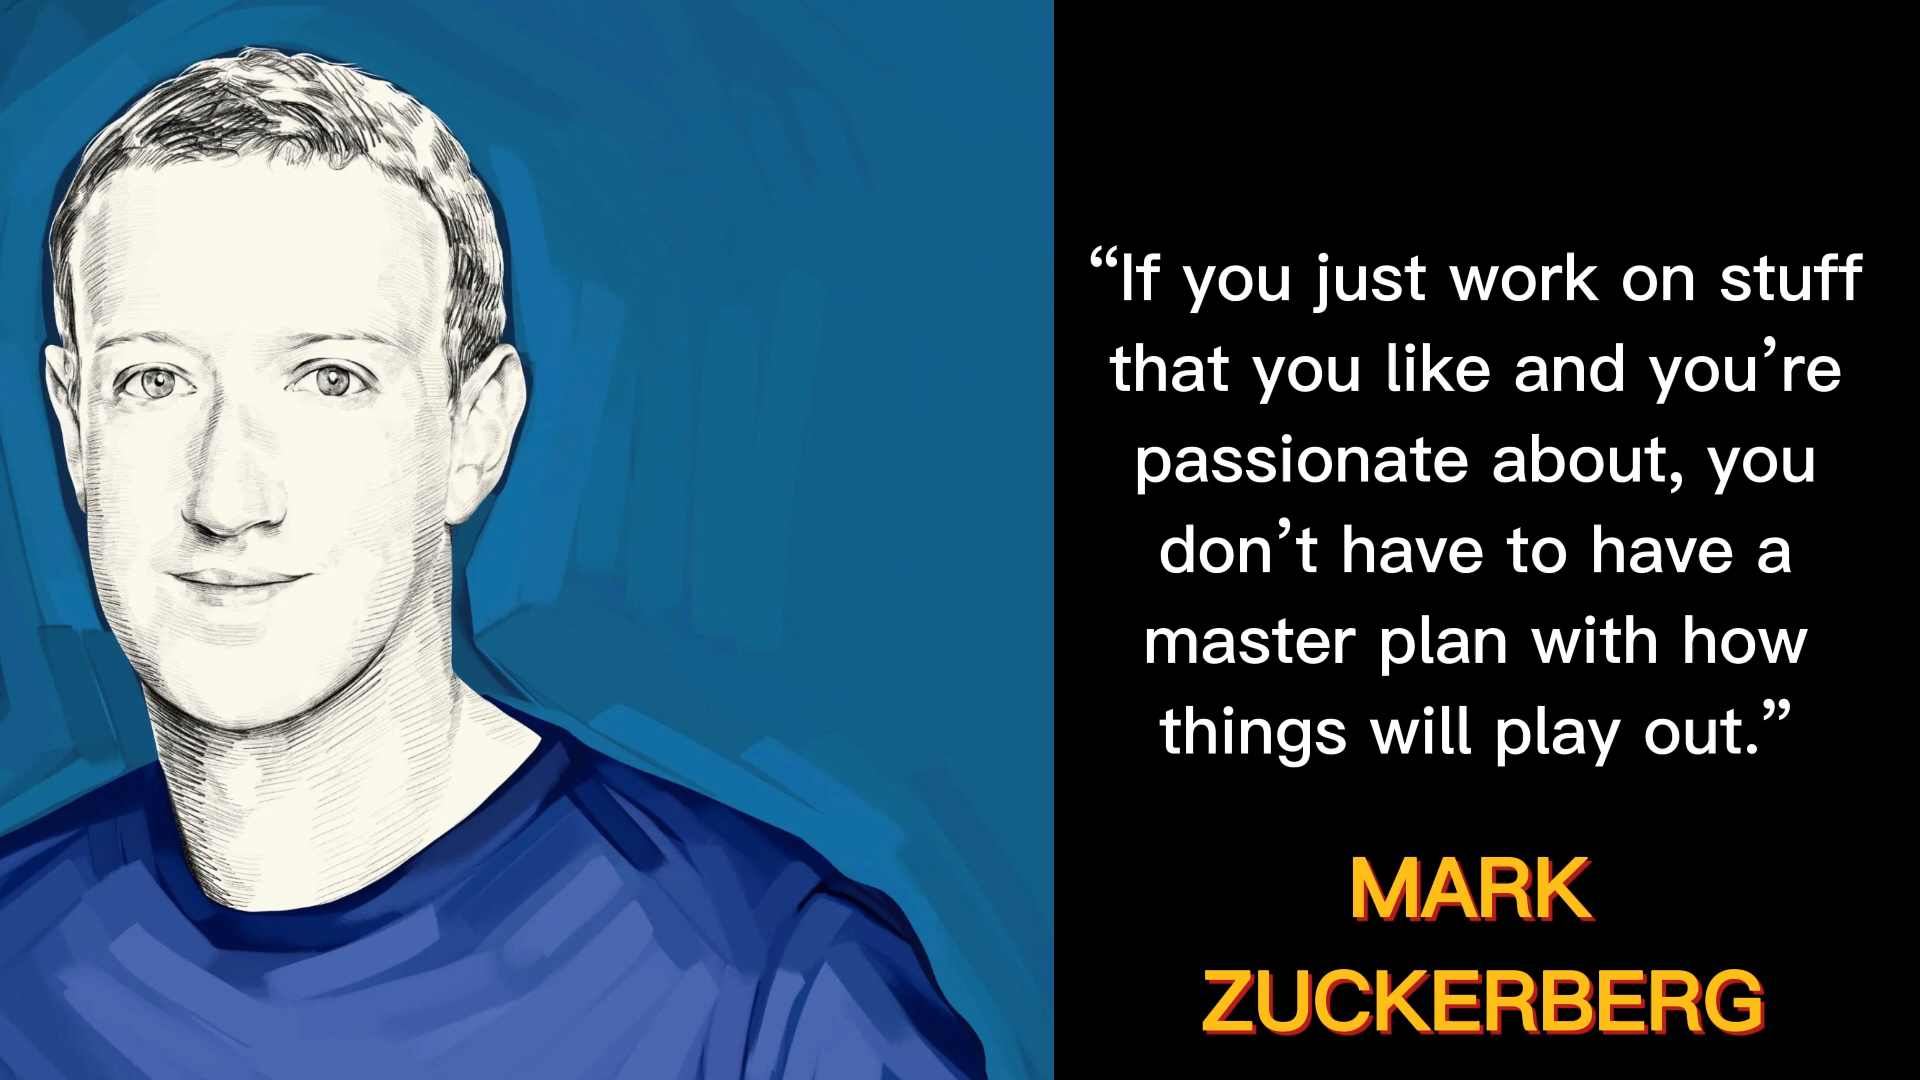 “If you just work on stuff
that you like and you’re
passionate about, you
don’t have to have a
master plan with how
things will play out.”
MARK
ZUCKERBERG